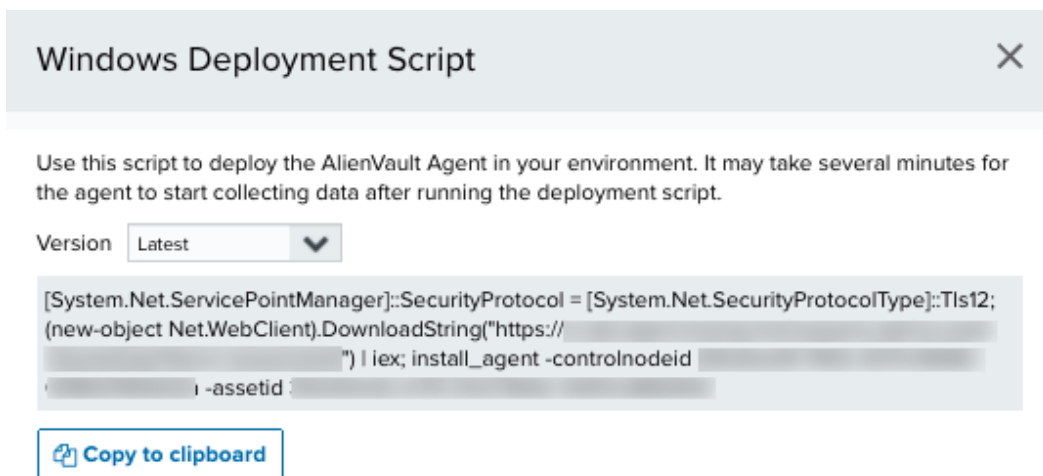 Windows Deployment Script
Use this script to deploy the AlienVault Agent in your environment. It may take several minutes for
the agent to start collecting data after running the deployment script.
Version Latest
[System.Net.ServicePointManager]::SecurityProtocol = [System.Net.SecurityProtocolType]::Tls12;
(new-object Net.WebClient).DownloadString("https://
") | iex; install_agent -controlnodeid
-assetid
Copy to clipboard